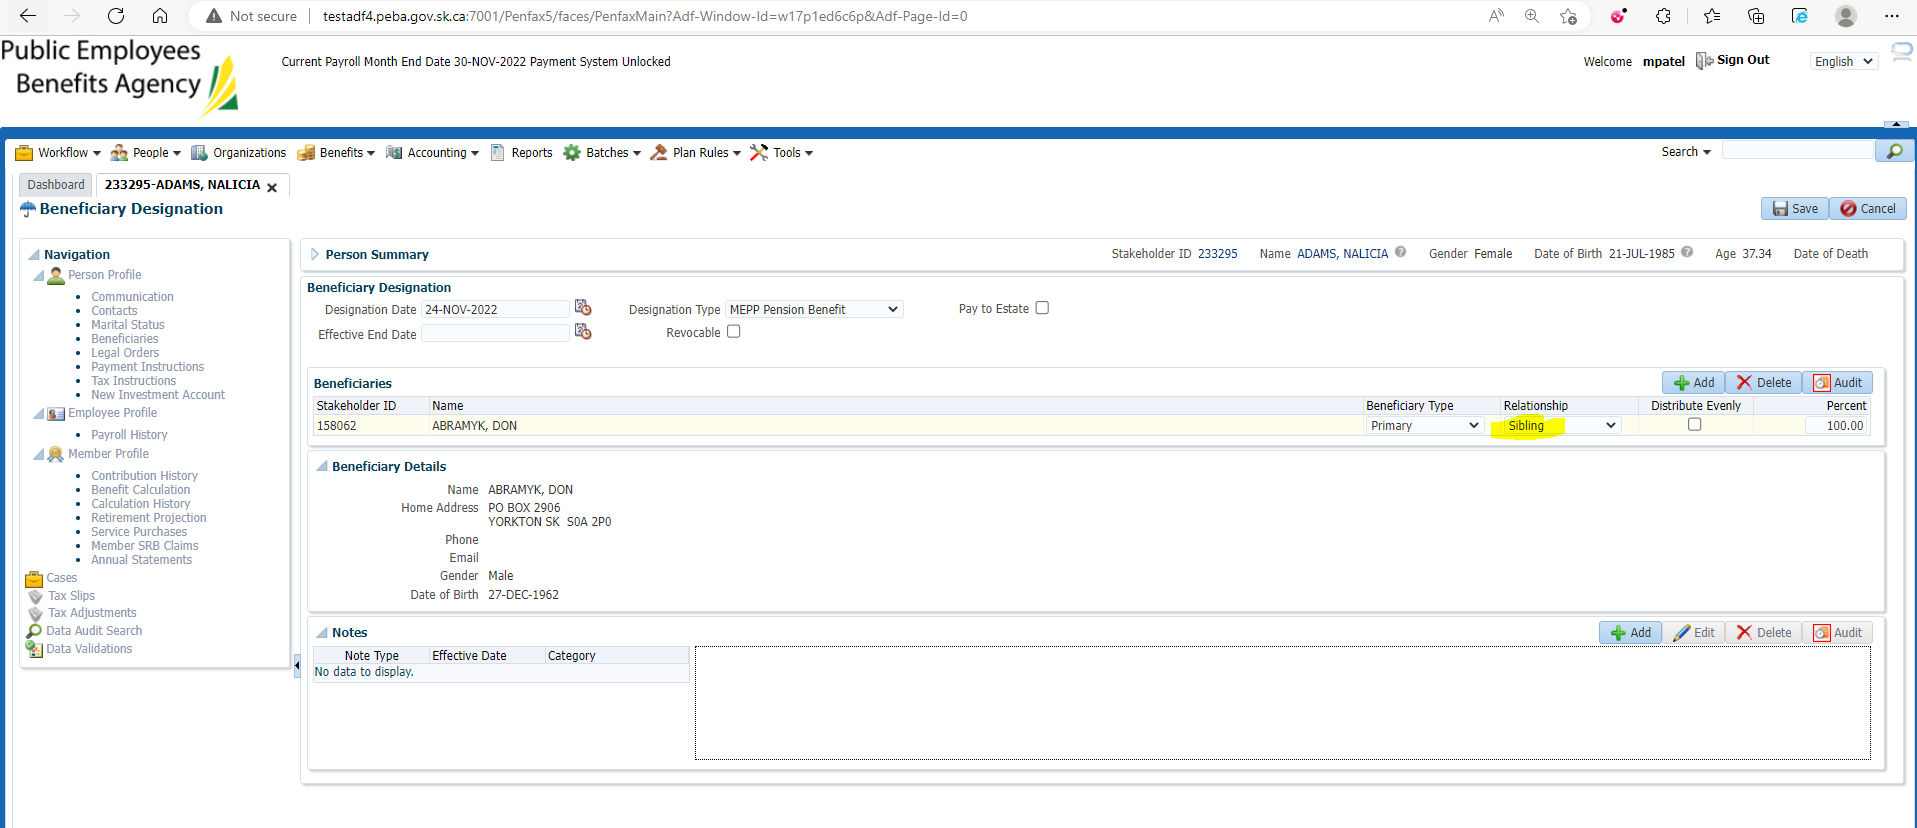 Not secure testadf4.peba.gov.sk.ca:7001/Penfax5/faces/PenfaxMain?Adf-Window-Id=w17p1ed6c6p&Adf-Page-Id=0
Public Employees
Benefits Agency
Current Payroll Month End Date 30-NOV-2022 Payment System Unlocked
Welcome mpatel Sign Out English
Workflow People Organizations Benefits Accounting Reports Batches Plan Rules Tools Search
Dashboard 233295-ADAMS, NALICIA
Beneficiary Designation Save Cancel
Navigation
Person Profile
Communication
Contacts
Marital Status
Beneficiaries
Legal Orders
Payment Instructions
Tax Instructions
New Investment Account
Employee Profile
Payroll History
Member Profile
Contribution History
Benefit Calculation
Calculation History
Retirement Projection
Service Purchases
Member SRB Claims
Annual Statements
Cases
Tax Slips
Tax Adjustments
Data Audit Search
Data Validations
Person Summary Stakeholder ID 233295 Name ADAMS, NALICIA Gender Female Date of Birth 21-JUL-1985 Age 37.34 Date of Death
Beneficiary Designation
Designation Date 24-NOV-2022 Designation Type MEPP Pension Benefit Pay to Estate
Effective End Date Revocable
Beneficiaries Add Delete Audit
Stakeholder ID Name Beneficiary Type Relationship Distribute Evenly Percent
158062 ABRAMYK, DON Primary Sibling 100.00
Beneficiary Details
Name ABRAMYK, DON
Home Address PO BOX 2906
YORKTON SK S0A 2P0
Phone
Email
Gender Male
Date of Birth 27-DEC-1962
Notes Add Edit Delete Audit
Note Type Effective Date Category
No data to display.